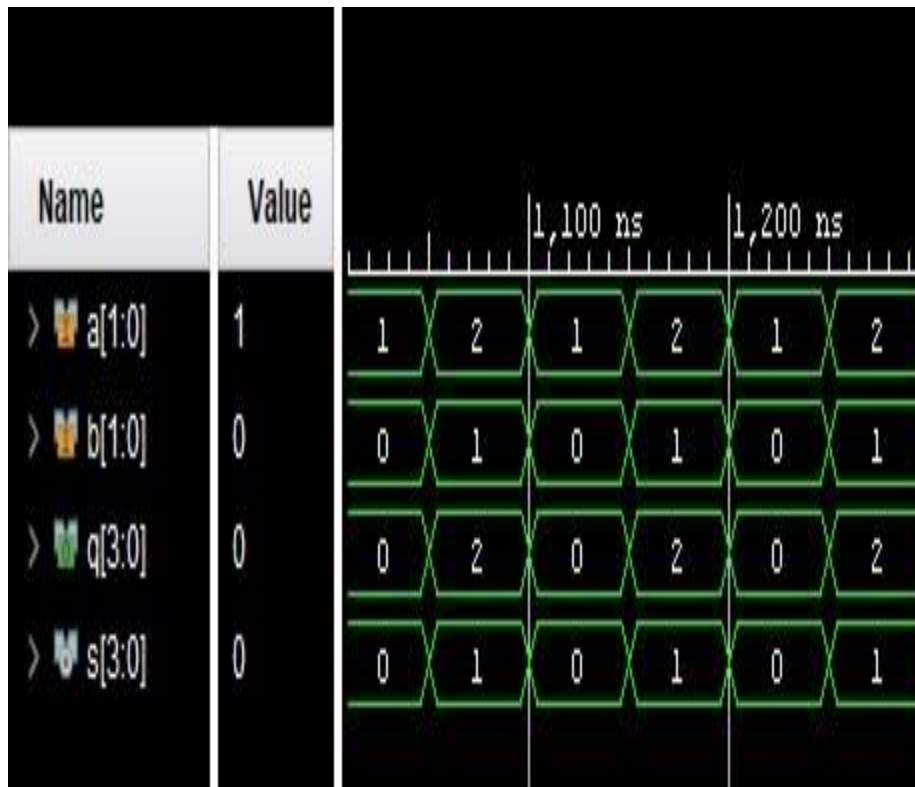 1,100 ns 1,200 ns
Name Value
a[1:0] 1 1 2 1 2 1 2
b[1:0] 0 0 1 0 1 0 1
q[3:0] 0 0 2 0 2 0 2
s[3:0] 0 0 1 0 1 0 1